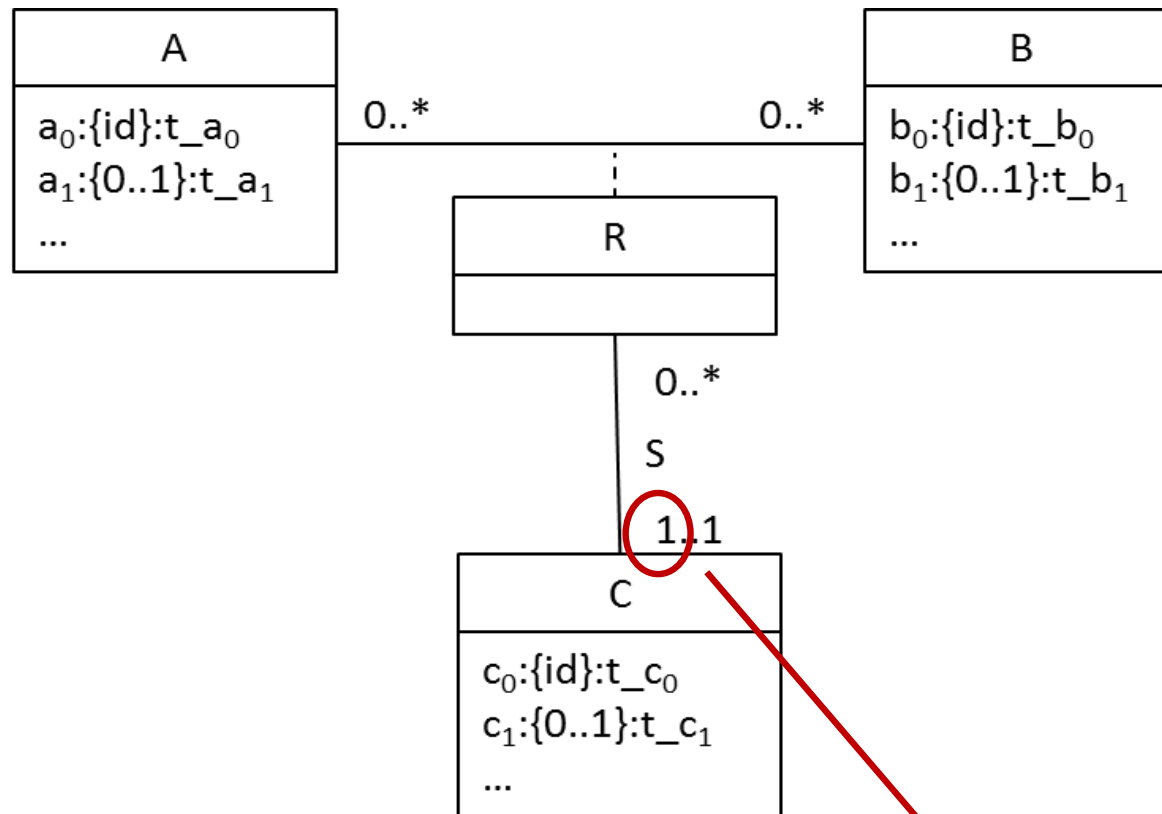 A
B
0..*
0..*
a₀:{id}:t_a₀
a₁:{0..1}:t_a₁
...
b₀:{id}:t_b₀
b₁:{0..1}:t_b₁
...
R
0..*
S
1..1
C
c₀:{id}:t_c₀
c₁:{0..1}:t_c₁
...